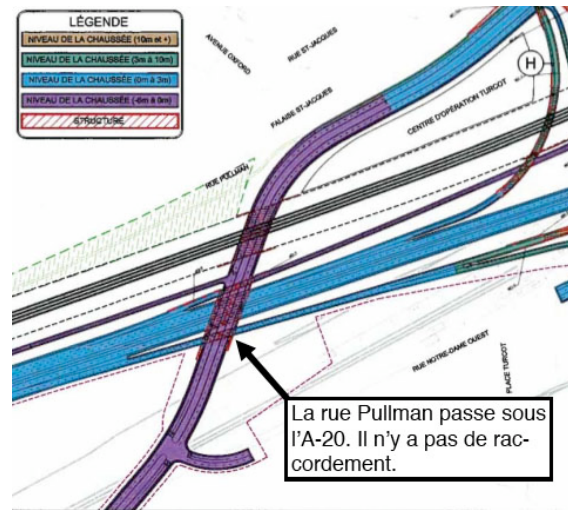 LÉGENDE
NIVEAU DE LA CHAUSSÉE (10m et +)
NIVEAU DE LA CHAUSSÉE (3m à 10m)
NIVEAU DE LA CHAUSSÉE (0m à 3m)
NIVEAU DE LA CHAUSSÉE (-6m à 0m)
STRUCTURE
AVENUE OXFORD
RUE ST-JACQUES
FALAISE ST-JACQUES
CENTRE D'OPÉRATION TURCOT
H
RUE PULLMAN
RUE NOTRE-DAME OUEST
PLACE TURCOT
La rue Pullman passe sous
l'A-20. Il n'y a pas de rac-
cordement.